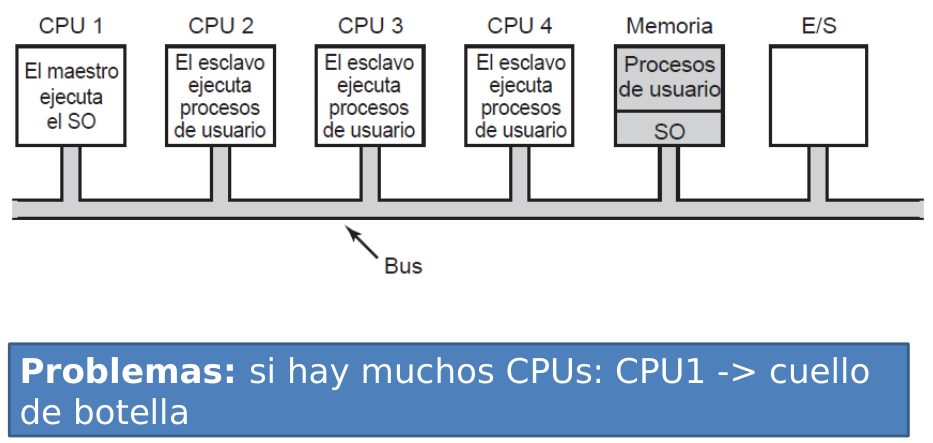 CPU 1
CPU 2
CPU 3
CPU 4
Memoria
E/S
El maestro
ejecuta
el SO
El esclavo
ejecuta
procesos
de usuario
El esclavo
ejecuta
procesos
de usuario
El esclavo
ejecuta
procesos
de usuario
Procesos
de usuario
SO
Bus
Problemas: si hay muchos CPUs: CPU1 -> cuello
de botella